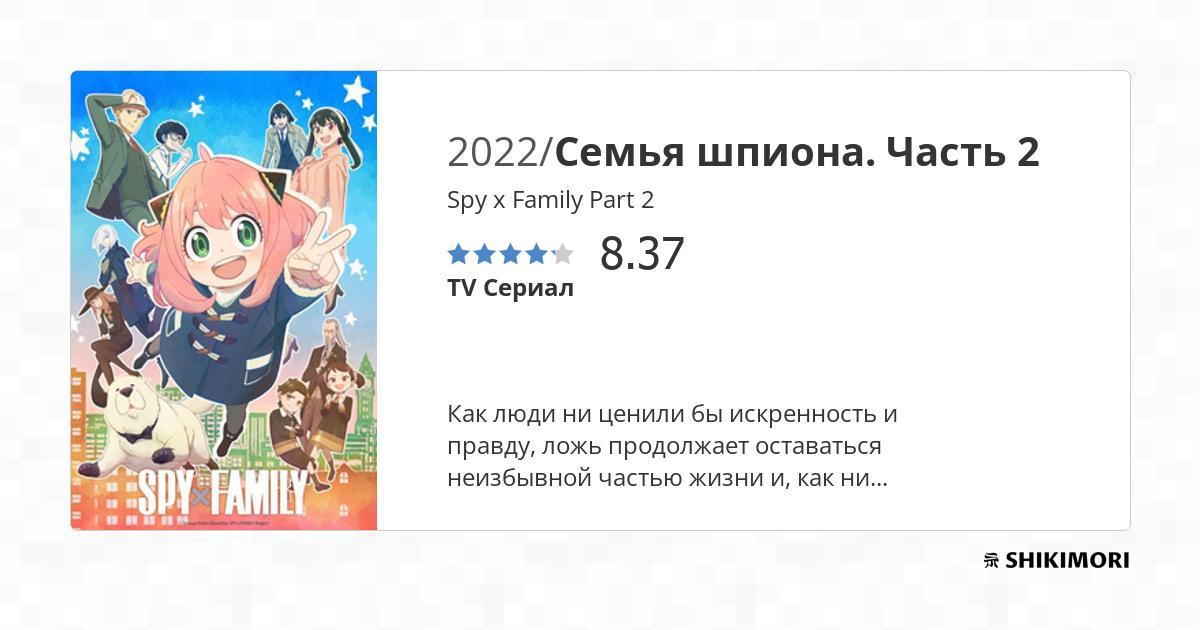 2022/Семья шпиона. Часть 2
Spy x Family Part 2
8.37
TV Сериал
Как люди ни ценили бы искренность и
правду, ложь продолжает оставаться
неизбывной частью жизни и, как ни...
SPY×FAMILY
SHIKIMORI